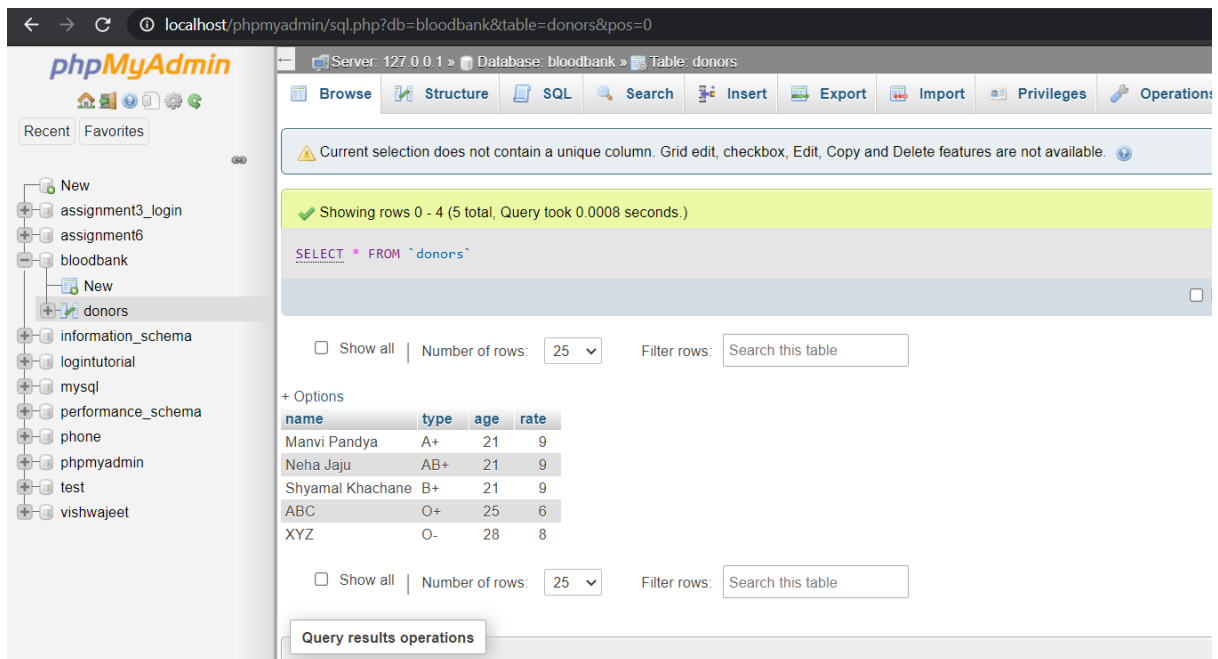 localhost/phpmyadmin/sql.php?db=bloodbank&table=donors&pos=0
phpMyAdmin
Recent Favorites
New
assignment3_login
assignment6
bloodbank
New
donors
information_schema
logintutorial
mysql
performance_schema
phone
phpmyadmin
test
vishwajeet
Server: 127.0.0.1 » Database: bloodbank » Table: donors
Browse Structure SQL Search Insert Export Import Privileges Operations
Current selection does not contain a unique column. Grid edit, checkbox, Edit, Copy and Delete features are not available.
Showing rows 0 - 4 (5 total, Query took 0.0008 seconds.)
SELECT * FROM `donors`
Show all | Number of rows: 25 Filter rows: Search this table
+ Options
name type age rate
Manvi Pandya A+ 21 9
Neha Jaju AB+ 21 9
Shyamal Khachane B+ 21 9
ABC O+ 25 6
XYZ O- 28 8
Show all | Number of rows: 25 Filter rows: Search this table
Query results operations